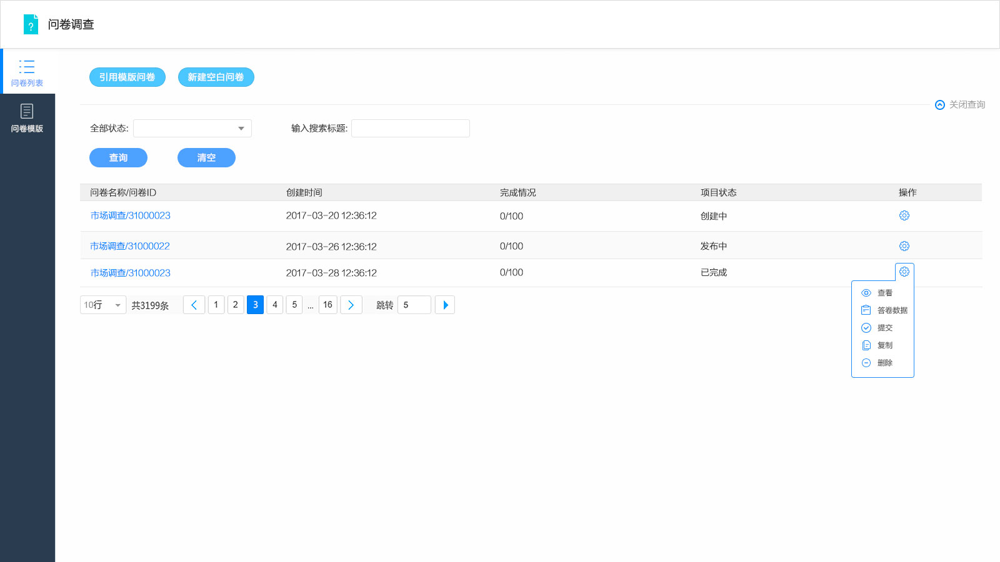 问卷调查
问卷列表
问卷模版
引用模版问卷 新建空白问卷
关闭查询
全部状态: 输入搜索标题:
查询 清空
问卷名称/问卷ID 创建时间 完成情况 项目状态 操作
市场调查/31000023 2017-03-20 12:36:12 0/100 创建中
市场调查/31000022 2017-03-26 12:36:12 0/100 发布中
市场调查/31000023 2017-03-28 12:36:12 0/100 已完成
查看
答卷数据
提交
复制
删除
10行 共3199条 1 2 3 4 5 ... 16 跳转 5